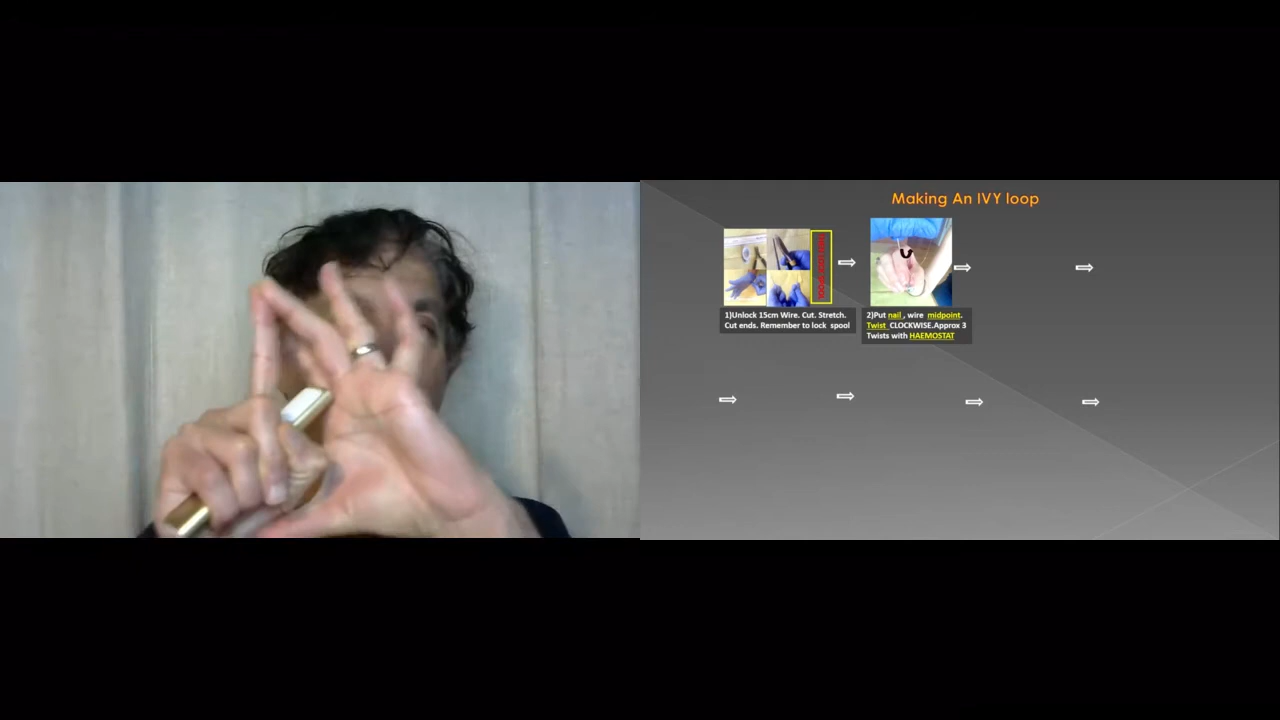 Making An IVY loop
1)Unlock 15cm Wire. Cut. Stretch.
Cut ends. Remember to lock spool
2)Put nail , wire midpoint.
Twist CLOCKWISE.Approx 3
Twists with HAEMOSTAT